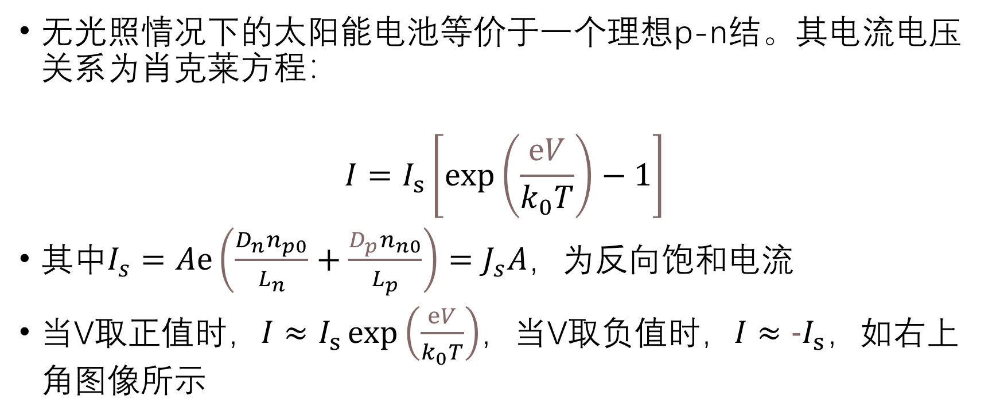 • 无光照情况下的太阳能电池等价于一个理想p-n结。其电流电压
关系为肖克莱方程：
$I = I_{\mathrm{s}}\left[\exp\left(\frac{\mathrm{e}V}{k_0T}\right) - 1\right]$
• 其中$I_s = A\mathrm{e}\left(\frac{D_n n_{p0}}{L_n} + \frac{D_p n_{n0}}{L_p}\right) = J_s A$，为反向饱和电流
• 当V取正值时，$I \approx I_{\mathrm{s}}\exp\left(\frac{\mathrm{e}V}{k_0T}\right)$，当V取负值时，$I \approx \text{-}I_{\mathrm{s}}$，如右上
角图像所示